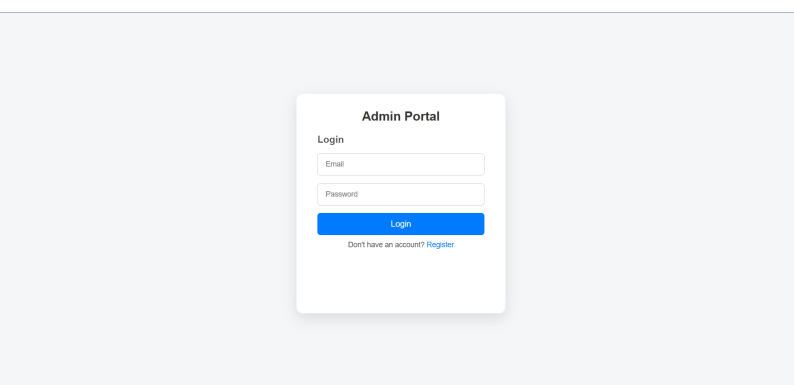 Admin Portal
Login
Email
Password
Login
Don't have an account? Register